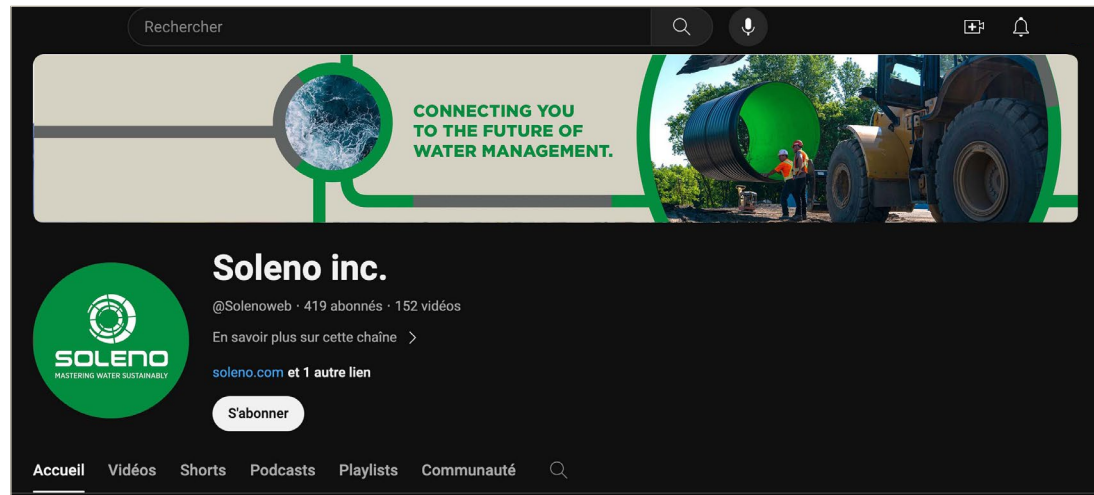 Rechercher
CONNECTING YOU
TO THE FUTURE OF
WATER MANAGEMENT.
Soleno inc.
@Solenoweb · 419 abonnés · 152 vidéos
En savoir plus sur cette chaîne
soleno.com et 1 autre lien
S'abonner
SOLENO
MASTERING WATER SUSTAINABLY
Accueil Vidéos Shorts Podcasts Playlists Communauté